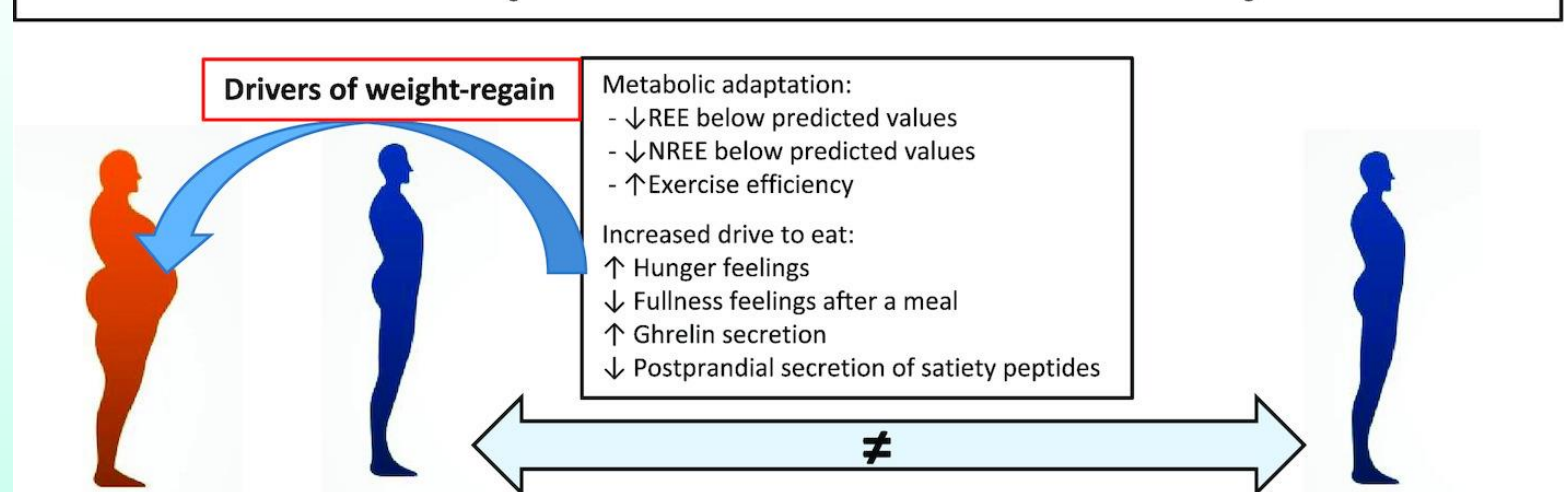 Drivers of weight-regain
Metabolic adaptation:
- ↓REE below predicted values
- ↓NREE below predicted values
- ↑Exercise efficiency
Increased drive to eat:
↑ Hunger feelings
↓ Fullness feelings after a meal
↑ Ghrelin secretion
↓ Postprandial secretion of satiety peptides
≠